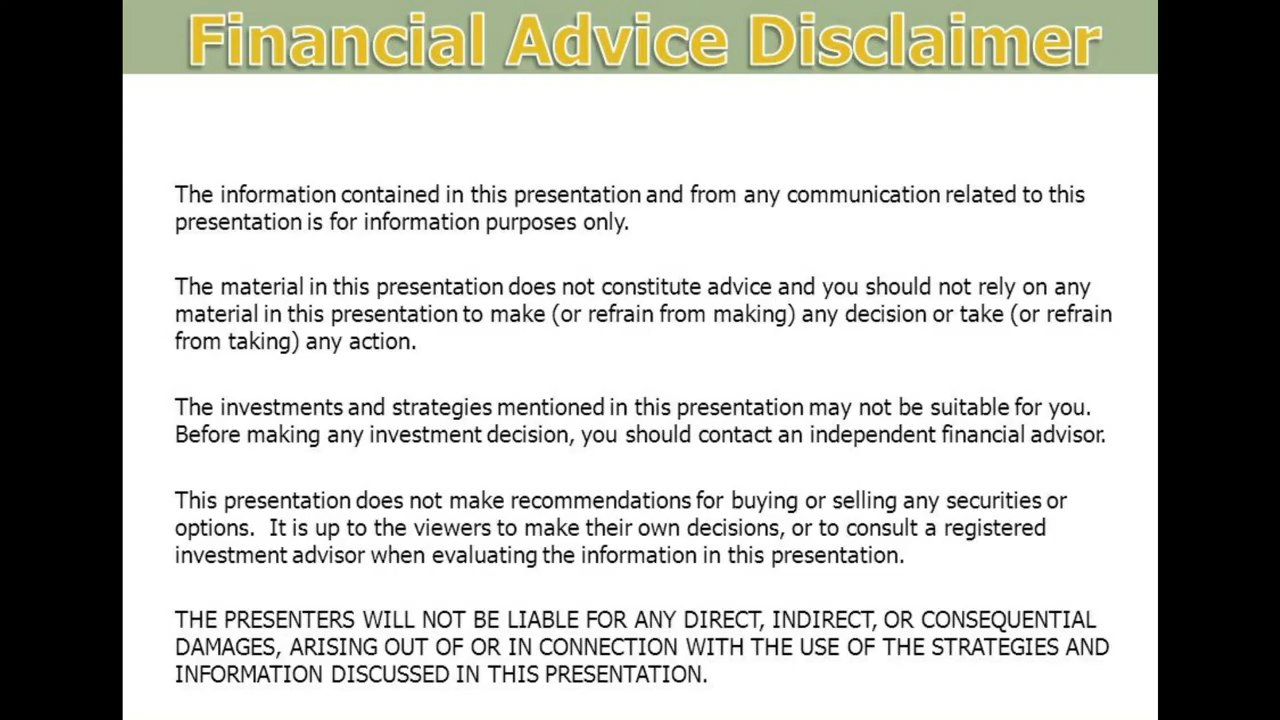 Financial Advice Disclaimer
The information contained in this presentation and from any communication related to this
presentation is for information purposes only.
The material in this presentation does not constitute advice and you should not rely on any
material in this presentation to make (or refrain from making) any decision or take (or refrain
from taking) any action.
The investments and strategies mentioned in this presentation may not be suitable for you.
Before making any investment decision, you should contact an independent financial advisor.
This presentation does not make recommendations for buying or selling any securities or
options.  It is up to the viewers to make their own decisions, or to consult a registered
investment advisor when evaluating the information in this presentation.
THE PRESENTERS WILL NOT BE LIABLE FOR ANY DIRECT, INDIRECT, OR CONSEQUENTIAL
DAMAGES, ARISING OUT OF OR IN CONNECTION WITH THE USE OF THE STRATEGIES AND
INFORMATION DISCUSSED IN THIS PRESENTATION.